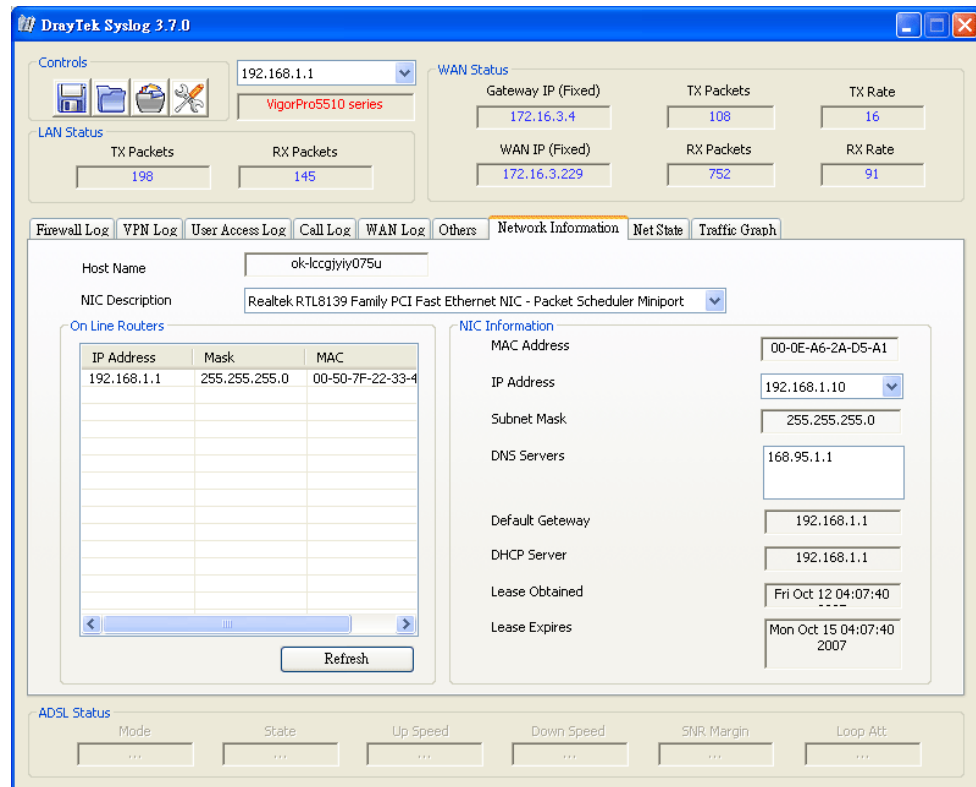 DrayTek Syslog 3.7.0
Controls
192.168.1.1
VigorPro5510 series
WAN Status
Gateway IP (Fixed) TX Packets TX Rate
172.16.3.4 108 16
WAN IP (Fixed) RX Packets RX Rate
172.16.3.229 752 91
LAN Status
TX Packets RX Packets
198 145
Firewall Log VPN Log User Access Log Call Log WAN Log Others Network Information Net State Traffic Graph
Host Name ok-lccgjyiy075u
NIC Description Realtek RTL8139 Family PCI Fast Ethernet NIC - Packet Scheduler Miniport
On Line Routers
IP Address Mask MAC
192.168.1.1 255.255.255.0 00-50-7F-22-33-4
Refresh
NIC Information
MAC Address 00-0E-A6-2A-D5-A1
IP Address 192.168.1.10
Subnet Mask 255.255.255.0
DNS Servers 168.95.1.1
Default Geteway 192.168.1.1
DHCP Server 192.168.1.1
Lease Obtained Fri Oct 12 04:07:40
Lease Expires Mon Oct 15 04:07:40
2007
ADSL Status
Mode State Up Speed Down Speed SNR Margin Loop Att
... ... ... ... ... ...